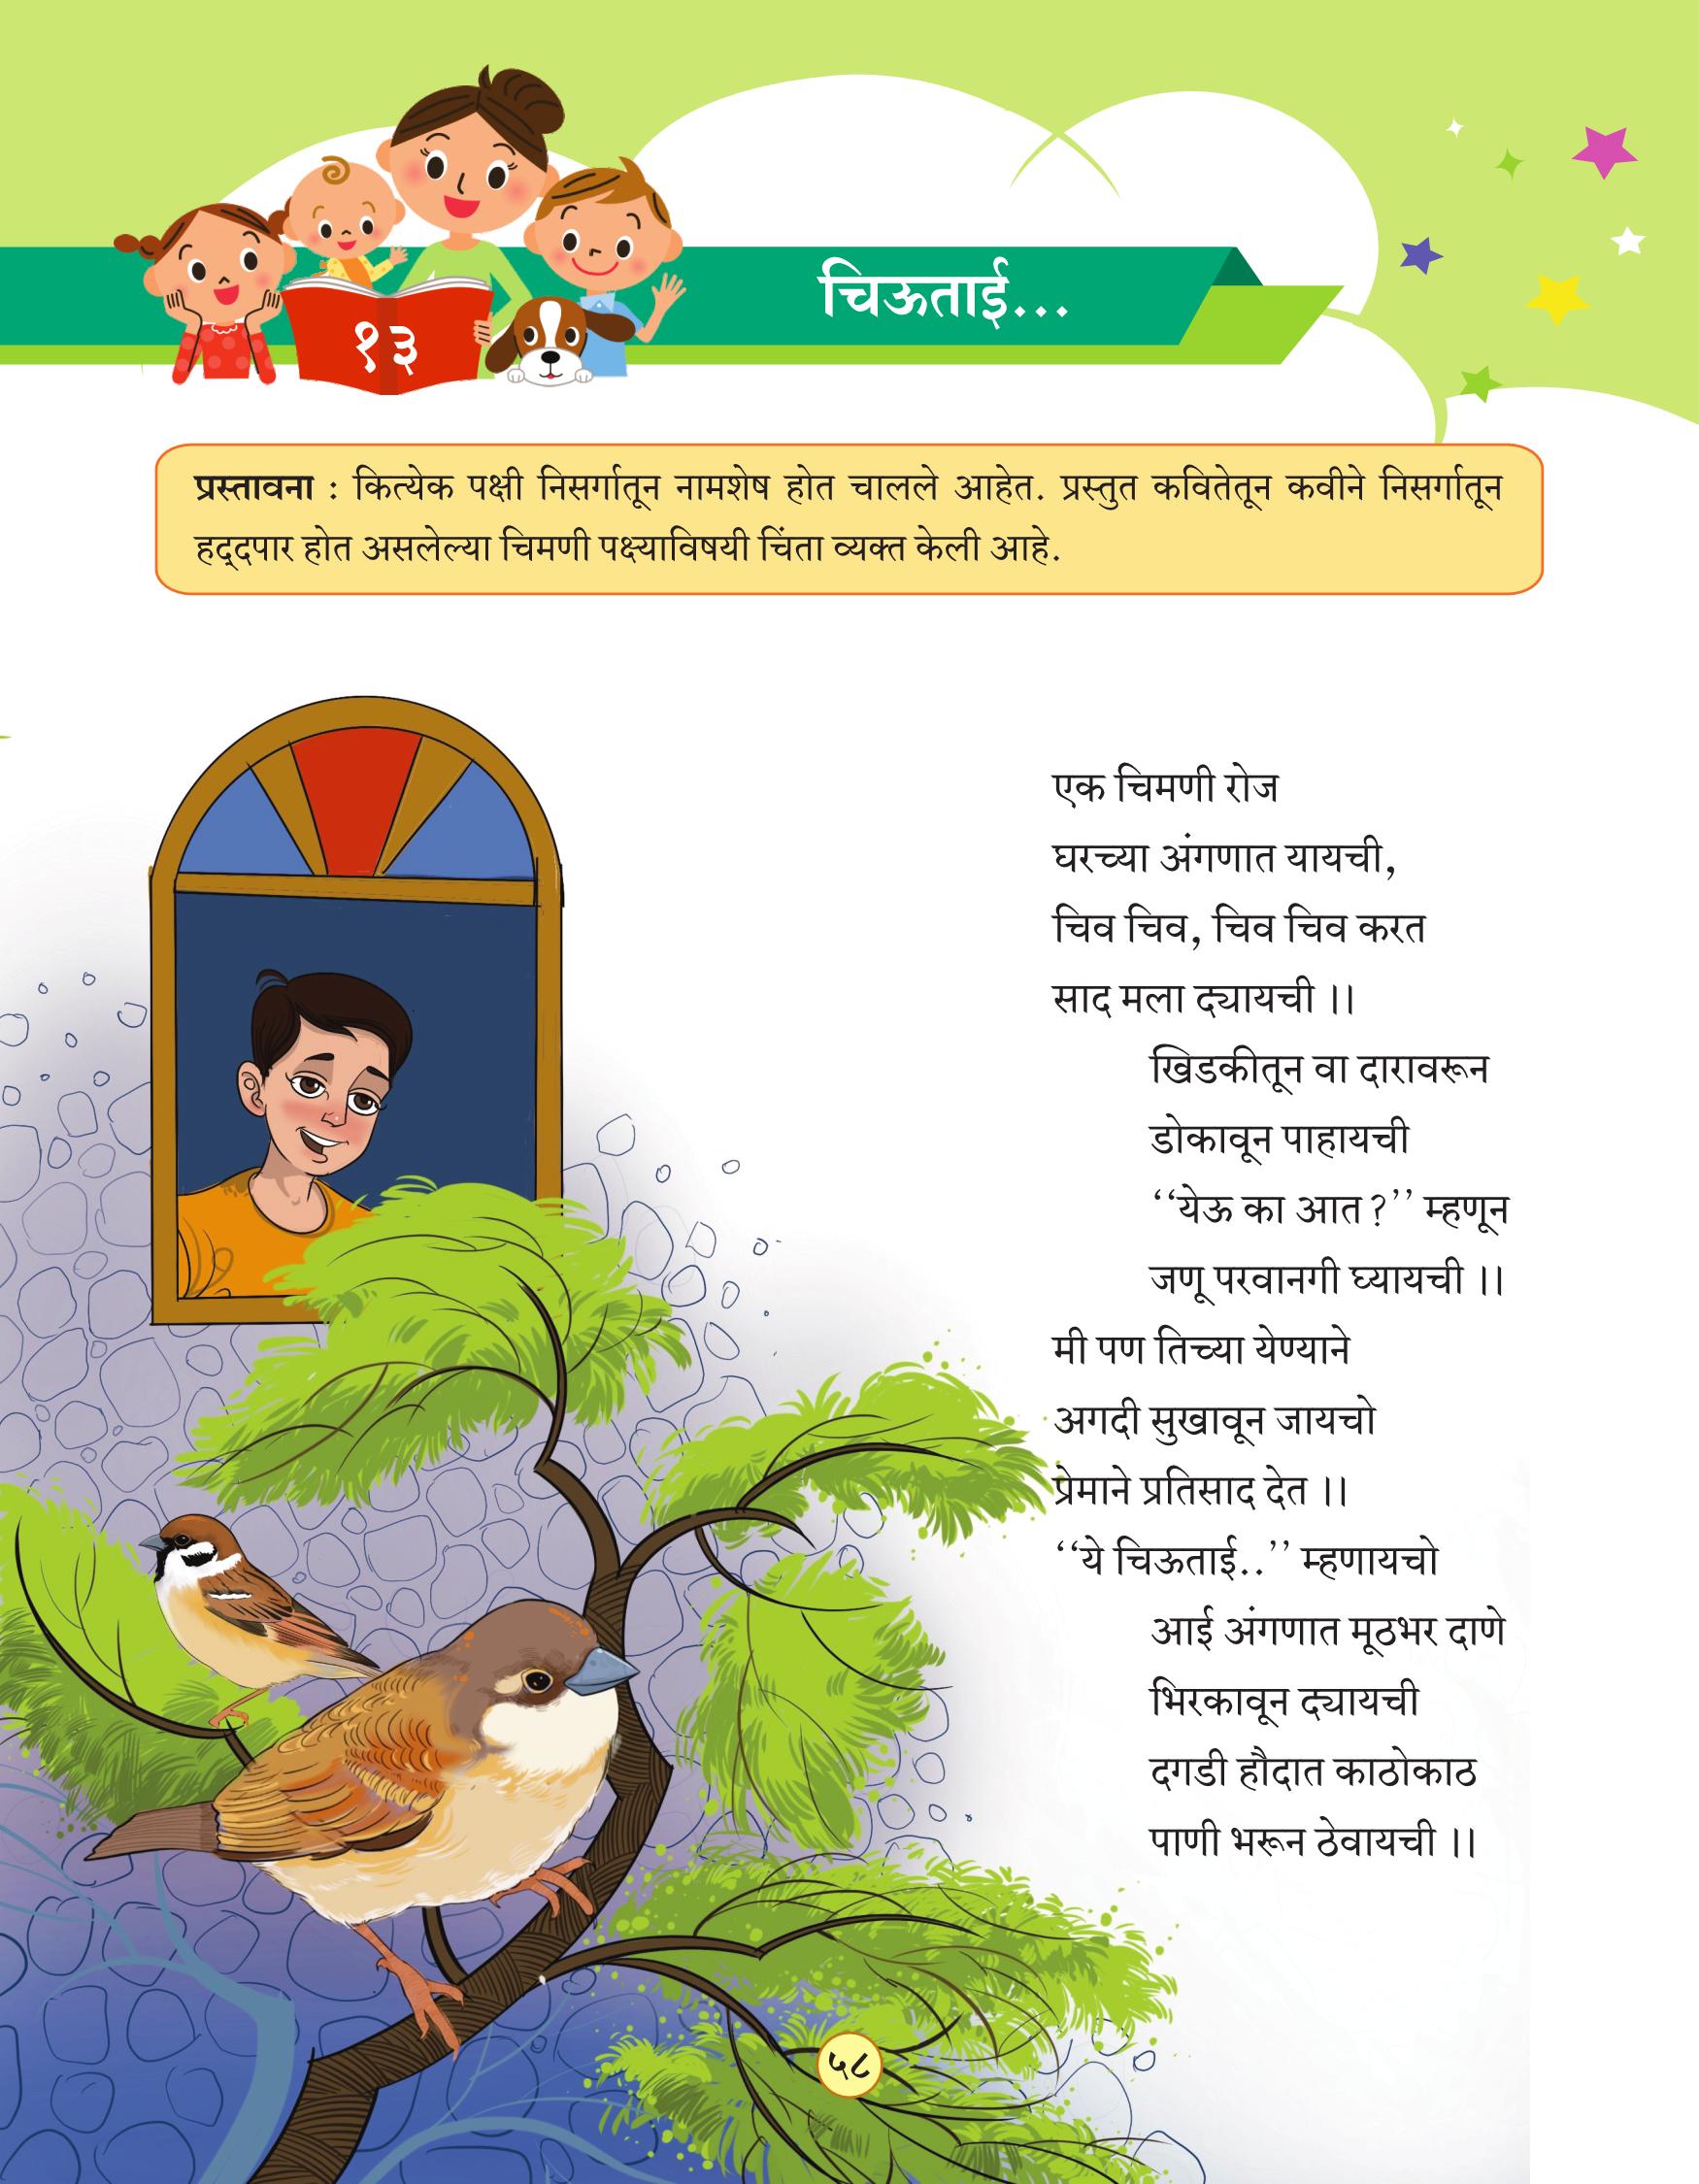 १३
चिऊताई...
प्रस्तावना : कित्येक पक्षी निसर्गातून नामशेष होत चालले आहेत. प्रस्तुत कवितेतून कवीने निसर्गातून
हद्‌दपार होत असलेल्या चिमणी पक्ष्याविषयी चिंता व्यक्त केली आहे.
एक चिमणी रोज
घरच्या अंगणात यायची,
चिव चिव, चिव चिव करत
साद मला द्यायची ।।
खिडकीतून वा दारावरून
डोकावून पाहायची
‘‘येऊ का आत ?’’ म्हणून
जणू परवानगी घ्यायची ।।
मी पण तिच्या येण्याने
अगदी सुखावून जायचो
प्रेमाने प्रतिसाद देत ।।
‘‘ये चिऊताई..’’ म्हणायचो
आई अंगणात मूठभर दाणे
भिरकावून द्यायची
दगडी हौदात काठोकाठ
पाणी भरून ठेवायची ।।
५८